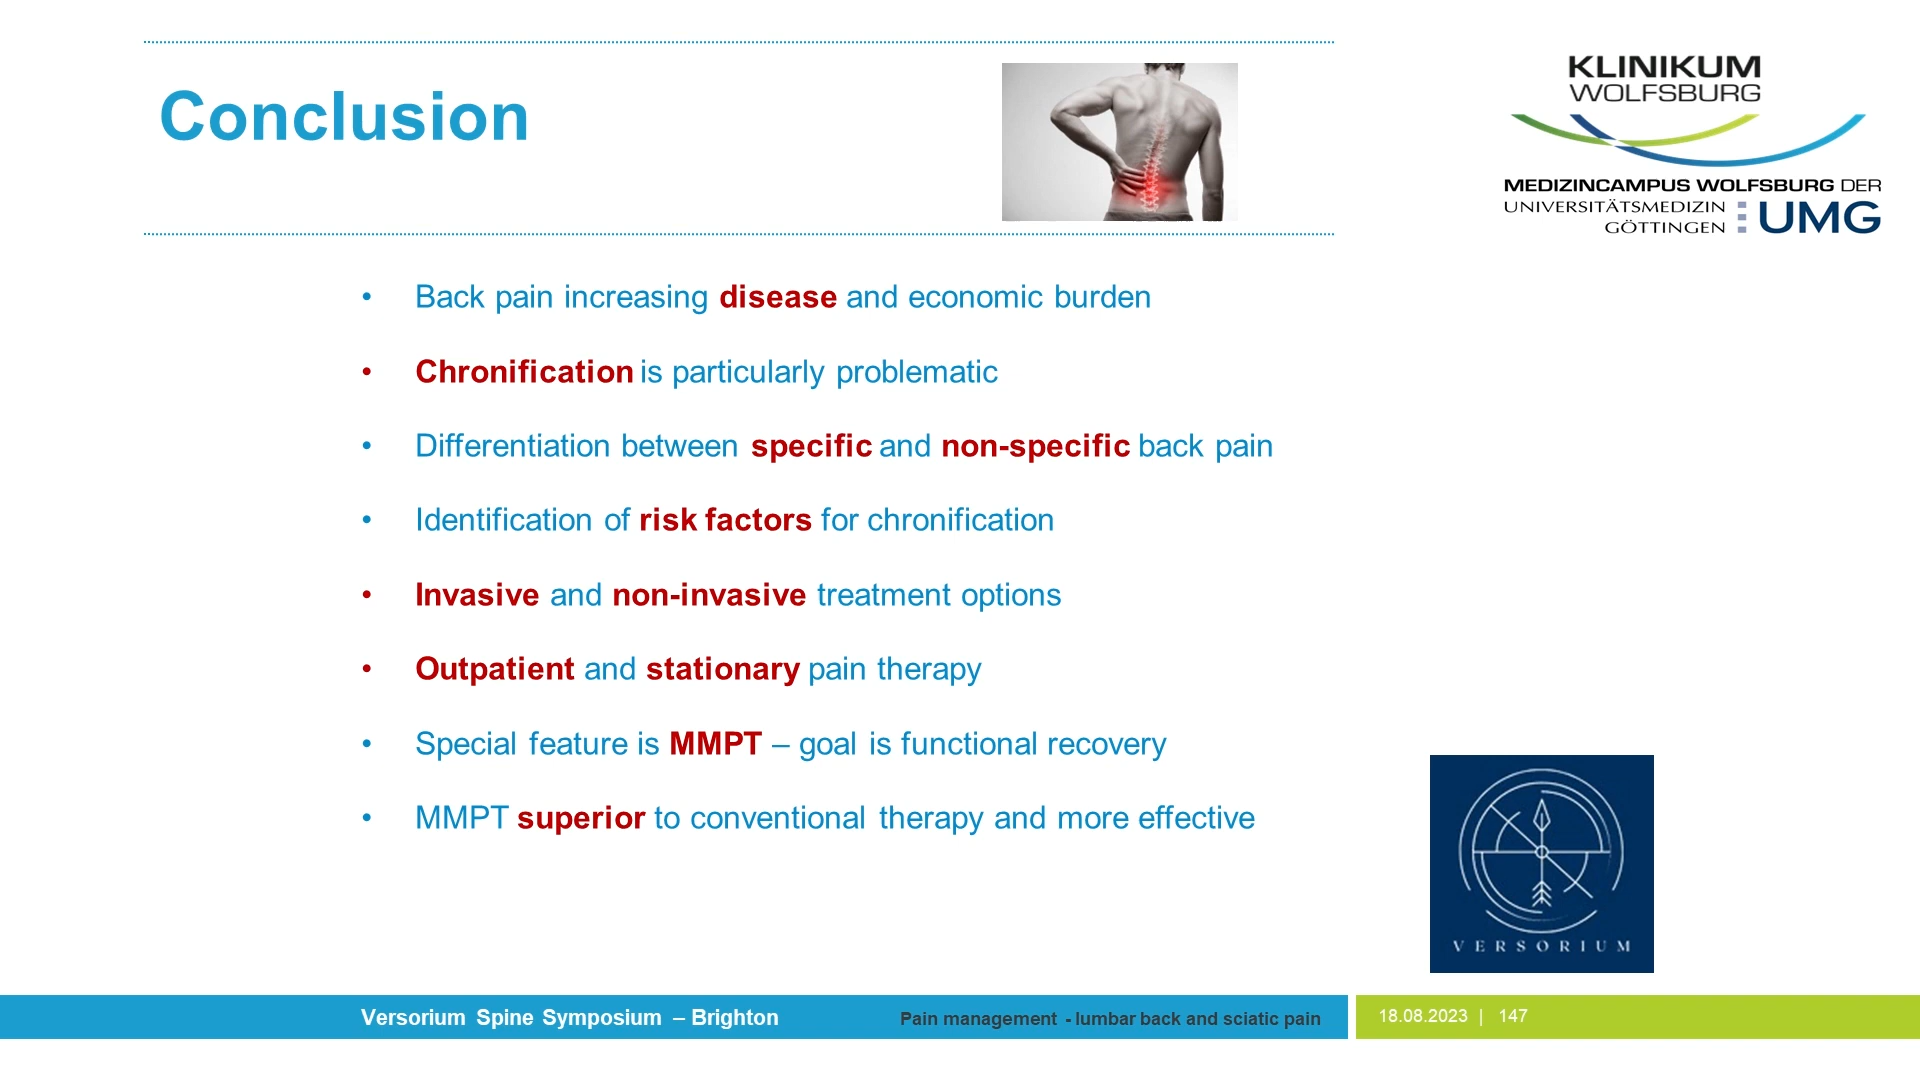 Conclusion
KLINIKUM
WOLFSBURG
MEDIZINCAMPUS WOLFSBURG DER
UNIVERSITÄTSMEDIZIN
GÖTTINGEN
UMG
• Back pain increasing disease and economic burden
• Chronification is particularly problematic
• Differentiation between specific and non-specific back pain
• Identification of risk factors for chronification
• Invasive and non-invasive treatment options
• Outpatient and stationary pain therapy
• Special feature is MMPT – goal is functional recovery
• MMPT superior to conventional therapy and more effective
VERSORIUM
Versorium Spine Symposium – Brighton
Pain management - lumbar back and sciatic pain
18.08.2023 | 147